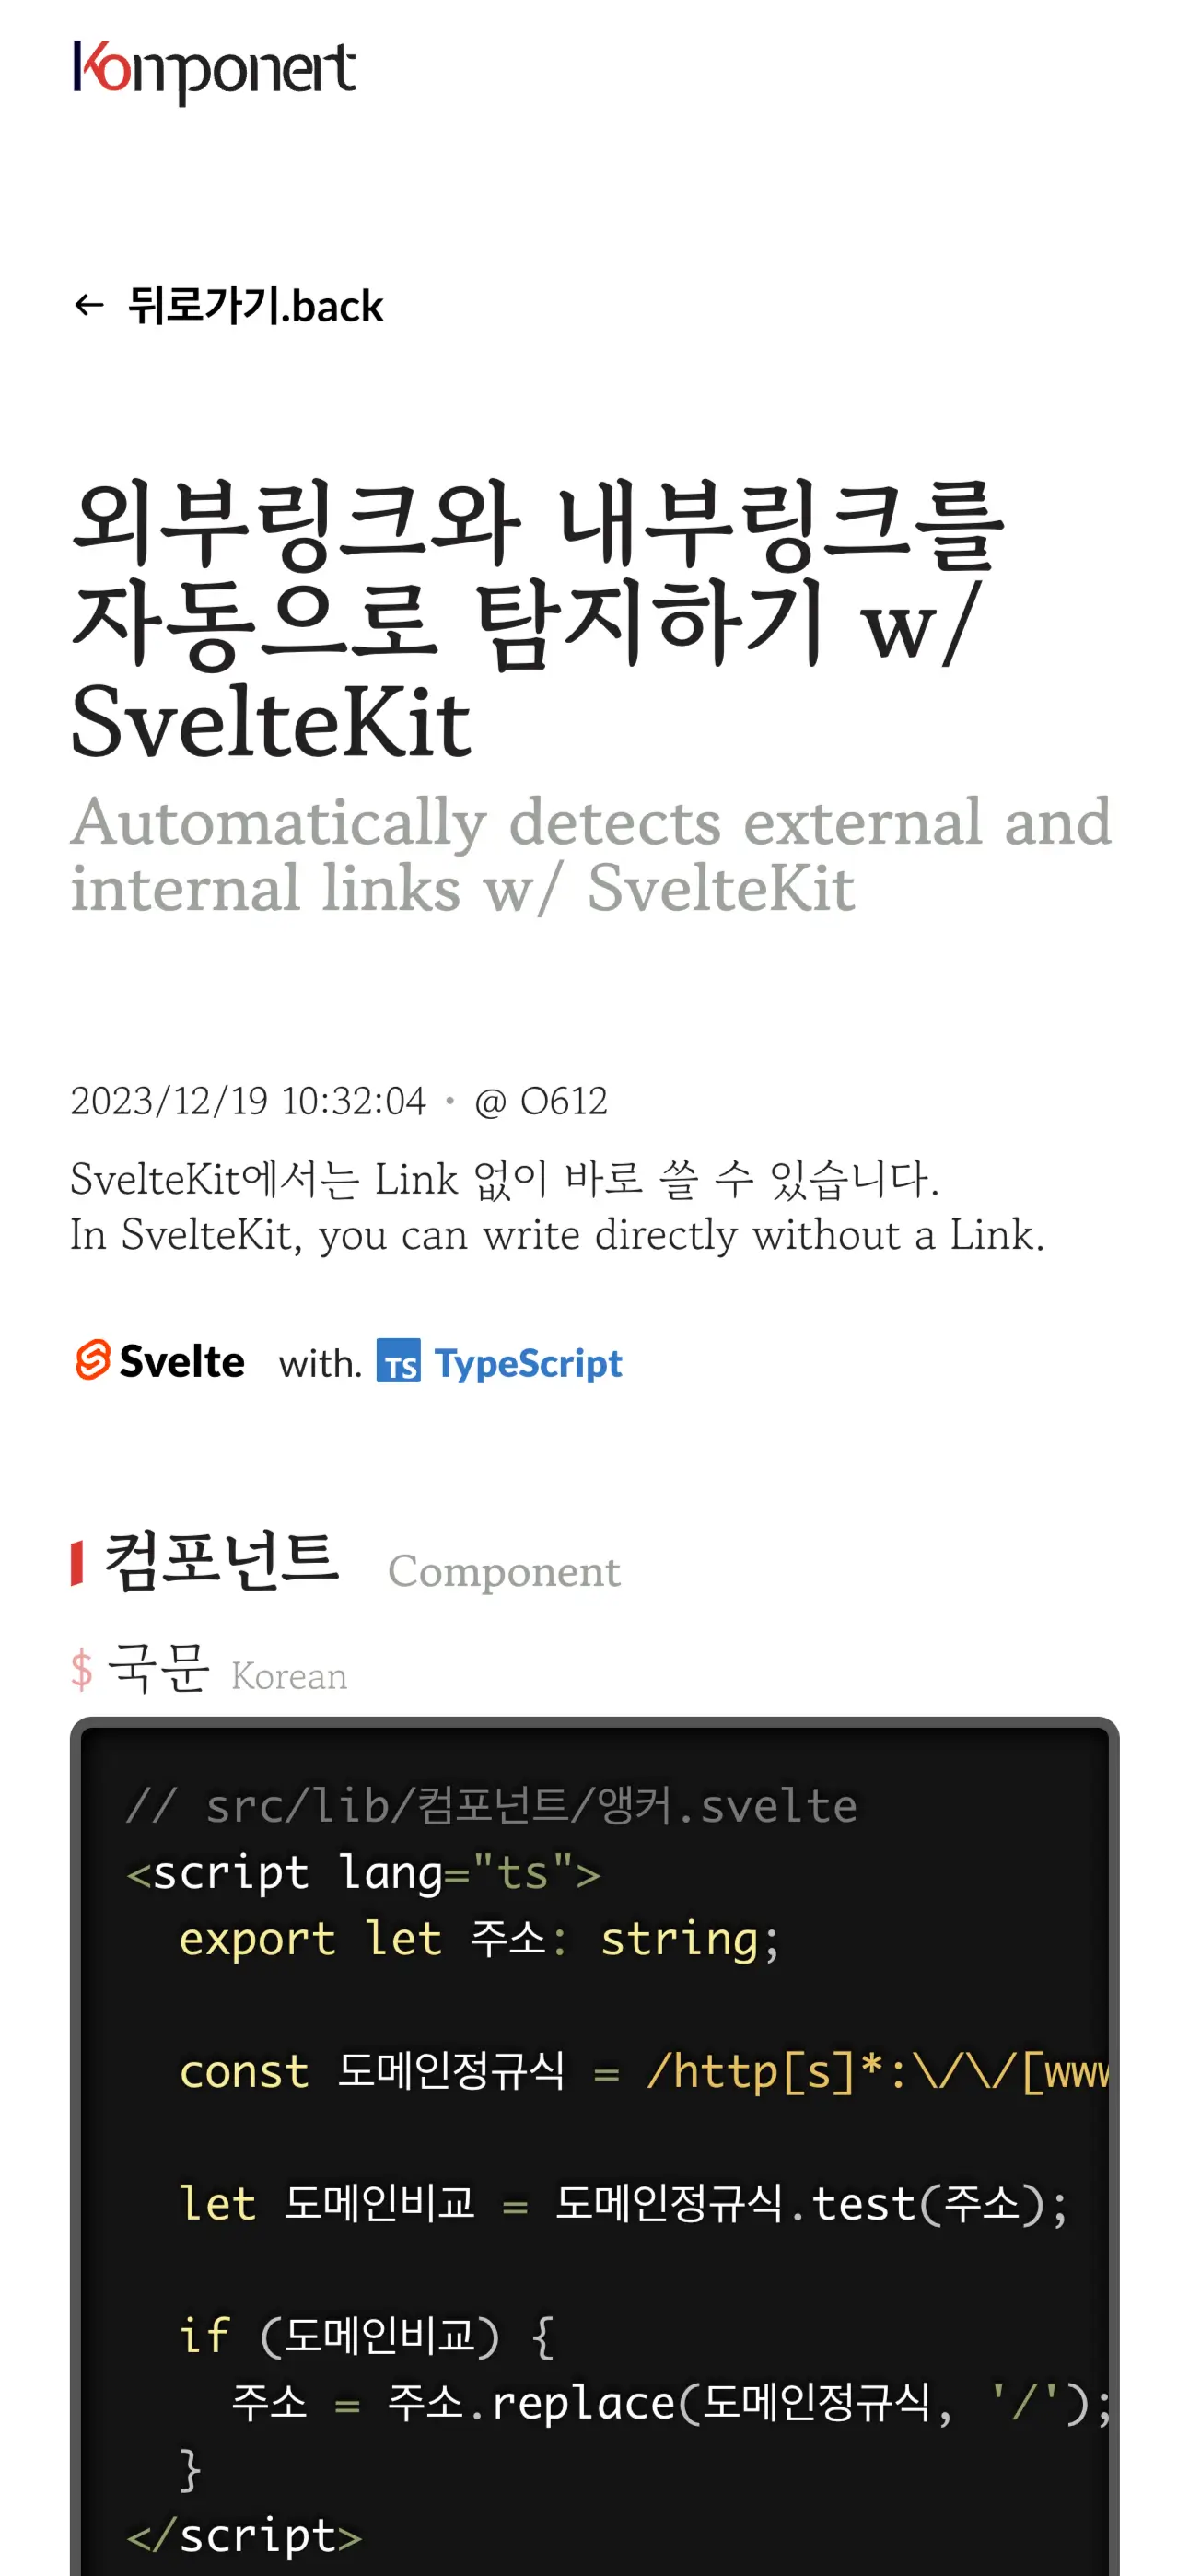 Komponent
← 뒤로가기.back
외부링크와 내부링크를
자동으로 탐지하기 w/
SvelteKit
Automatically detects external and
internal links w/ SvelteKit
2023/12/19 10:32:04 • @ O612
SvelteKit에서는 Link 없이 바로 쓸 수 있습니다.
In SvelteKit, you can write directly without a Link.
Svelte with. TS TypeScript
컴포넌트 Component
$ 국문 Korean
// src/lib/컴포넌트/앵커.svelte
<script lang="ts">
  export let 주소: string;
  const 도메인정규식 = /http[s]*:\/\/[www
  let 도메인비교 = 도메인정규식.test(주소);
  if (도메인비교) {
    주소 = 주소.replace(도메인정규식, '/');
  }
</script>